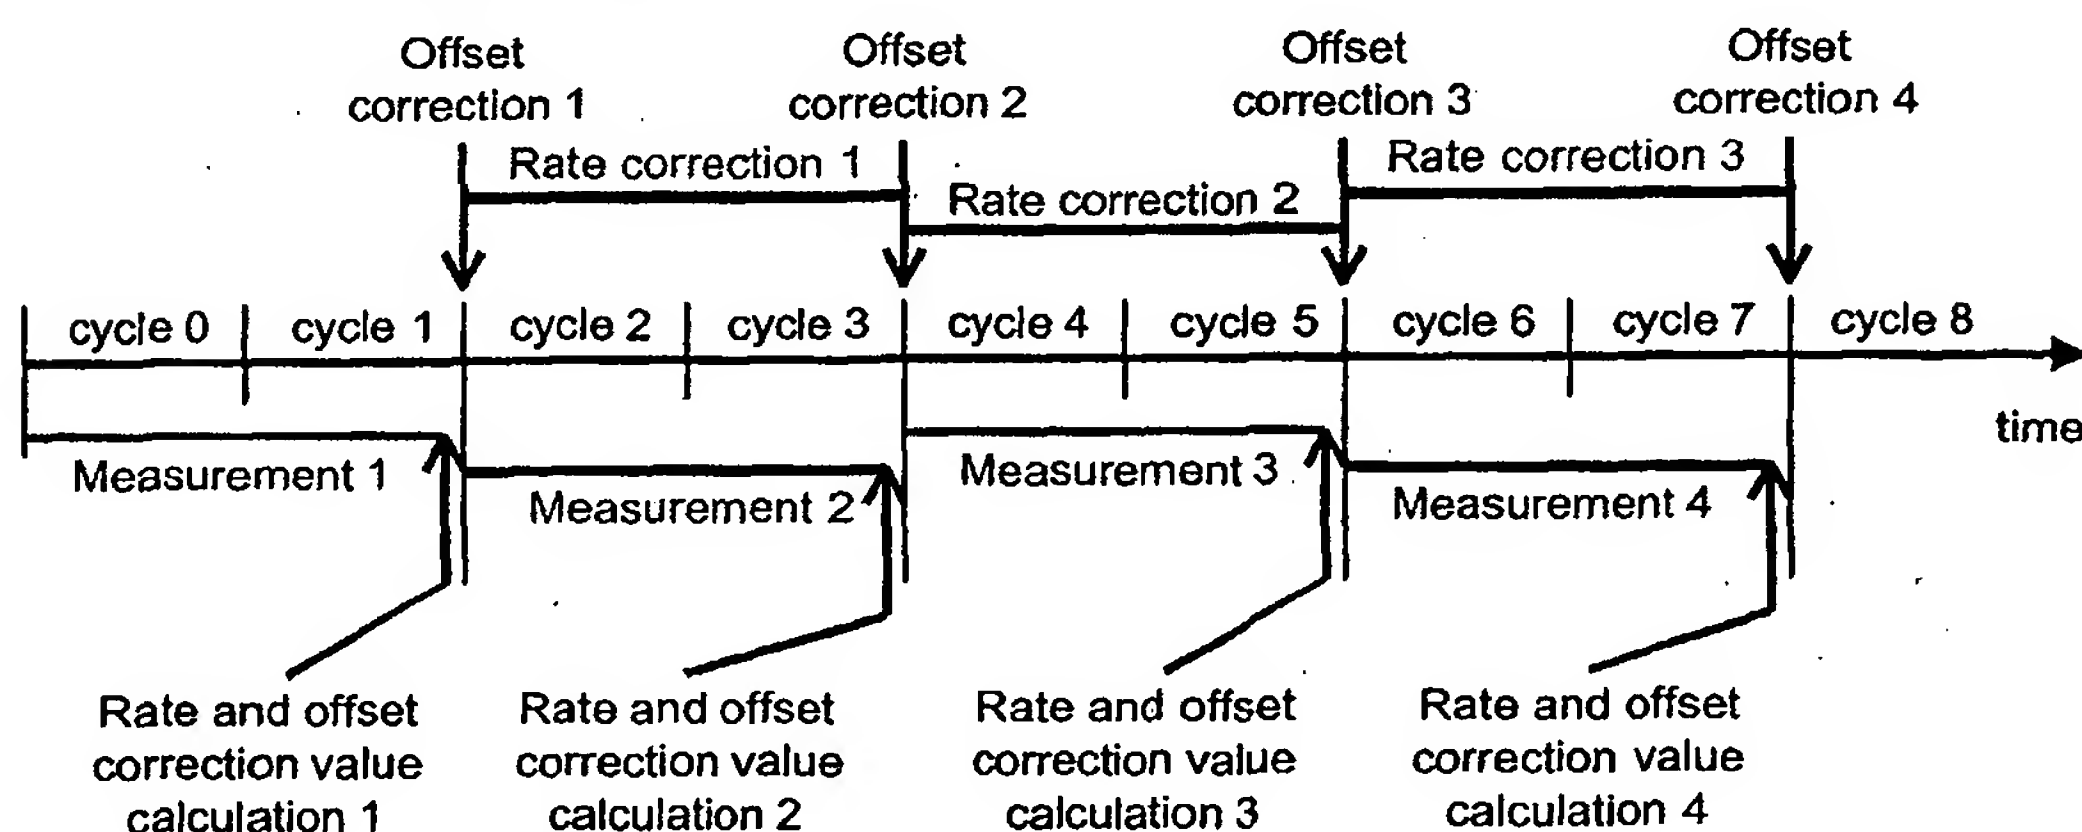 Offset
correction 1
Offset
correction 2
Offset
correction 3
Offset
correction 4
Rate correction 1
Rate correction 2
Rate correction 3
cycle 0
cycle 1
cycle 2
cycle 3
cycle 4
cycle 5
cycle 6
cycle 7
cycle 8
time
Measurement 1
Measurement 2
Measurement 3
Measurement 4
Rate and offset
correction value
calculation 1
Rate and offset
correction value
calculation 2
Rate and offset
correction value
calculation 3
Rate and offset
correction value
calculation 4